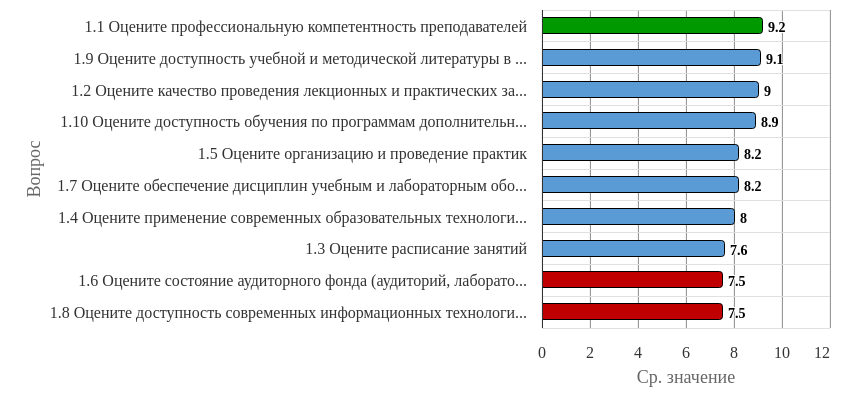 1.1 Оцените профессиональную компетентность преподавателей 9.2
1.9 Оцените доступность учебной и методической литературы в ... 9.1
1.2 Оцените качество проведения лекционных и практических за... 9
1.10 Оцените доступность обучения по программам дополнительн... 8.9
1.5 Оцените организацию и проведение практик 8.2
1.7 Оцените обеспечение дисциплин учебным и лабораторным обо... 8.2
1.4 Оцените применение современных образовательных технологи... 8
1.3 Оцените расписание занятий 7.6
1.6 Оцените состояние аудиторного фонда (аудиторий, лаборато... 7.5
1.8 Оцените доступность современных информационных технологи... 7.5
Вопрос
0 2 4 6 8 10 12
Ср. значение